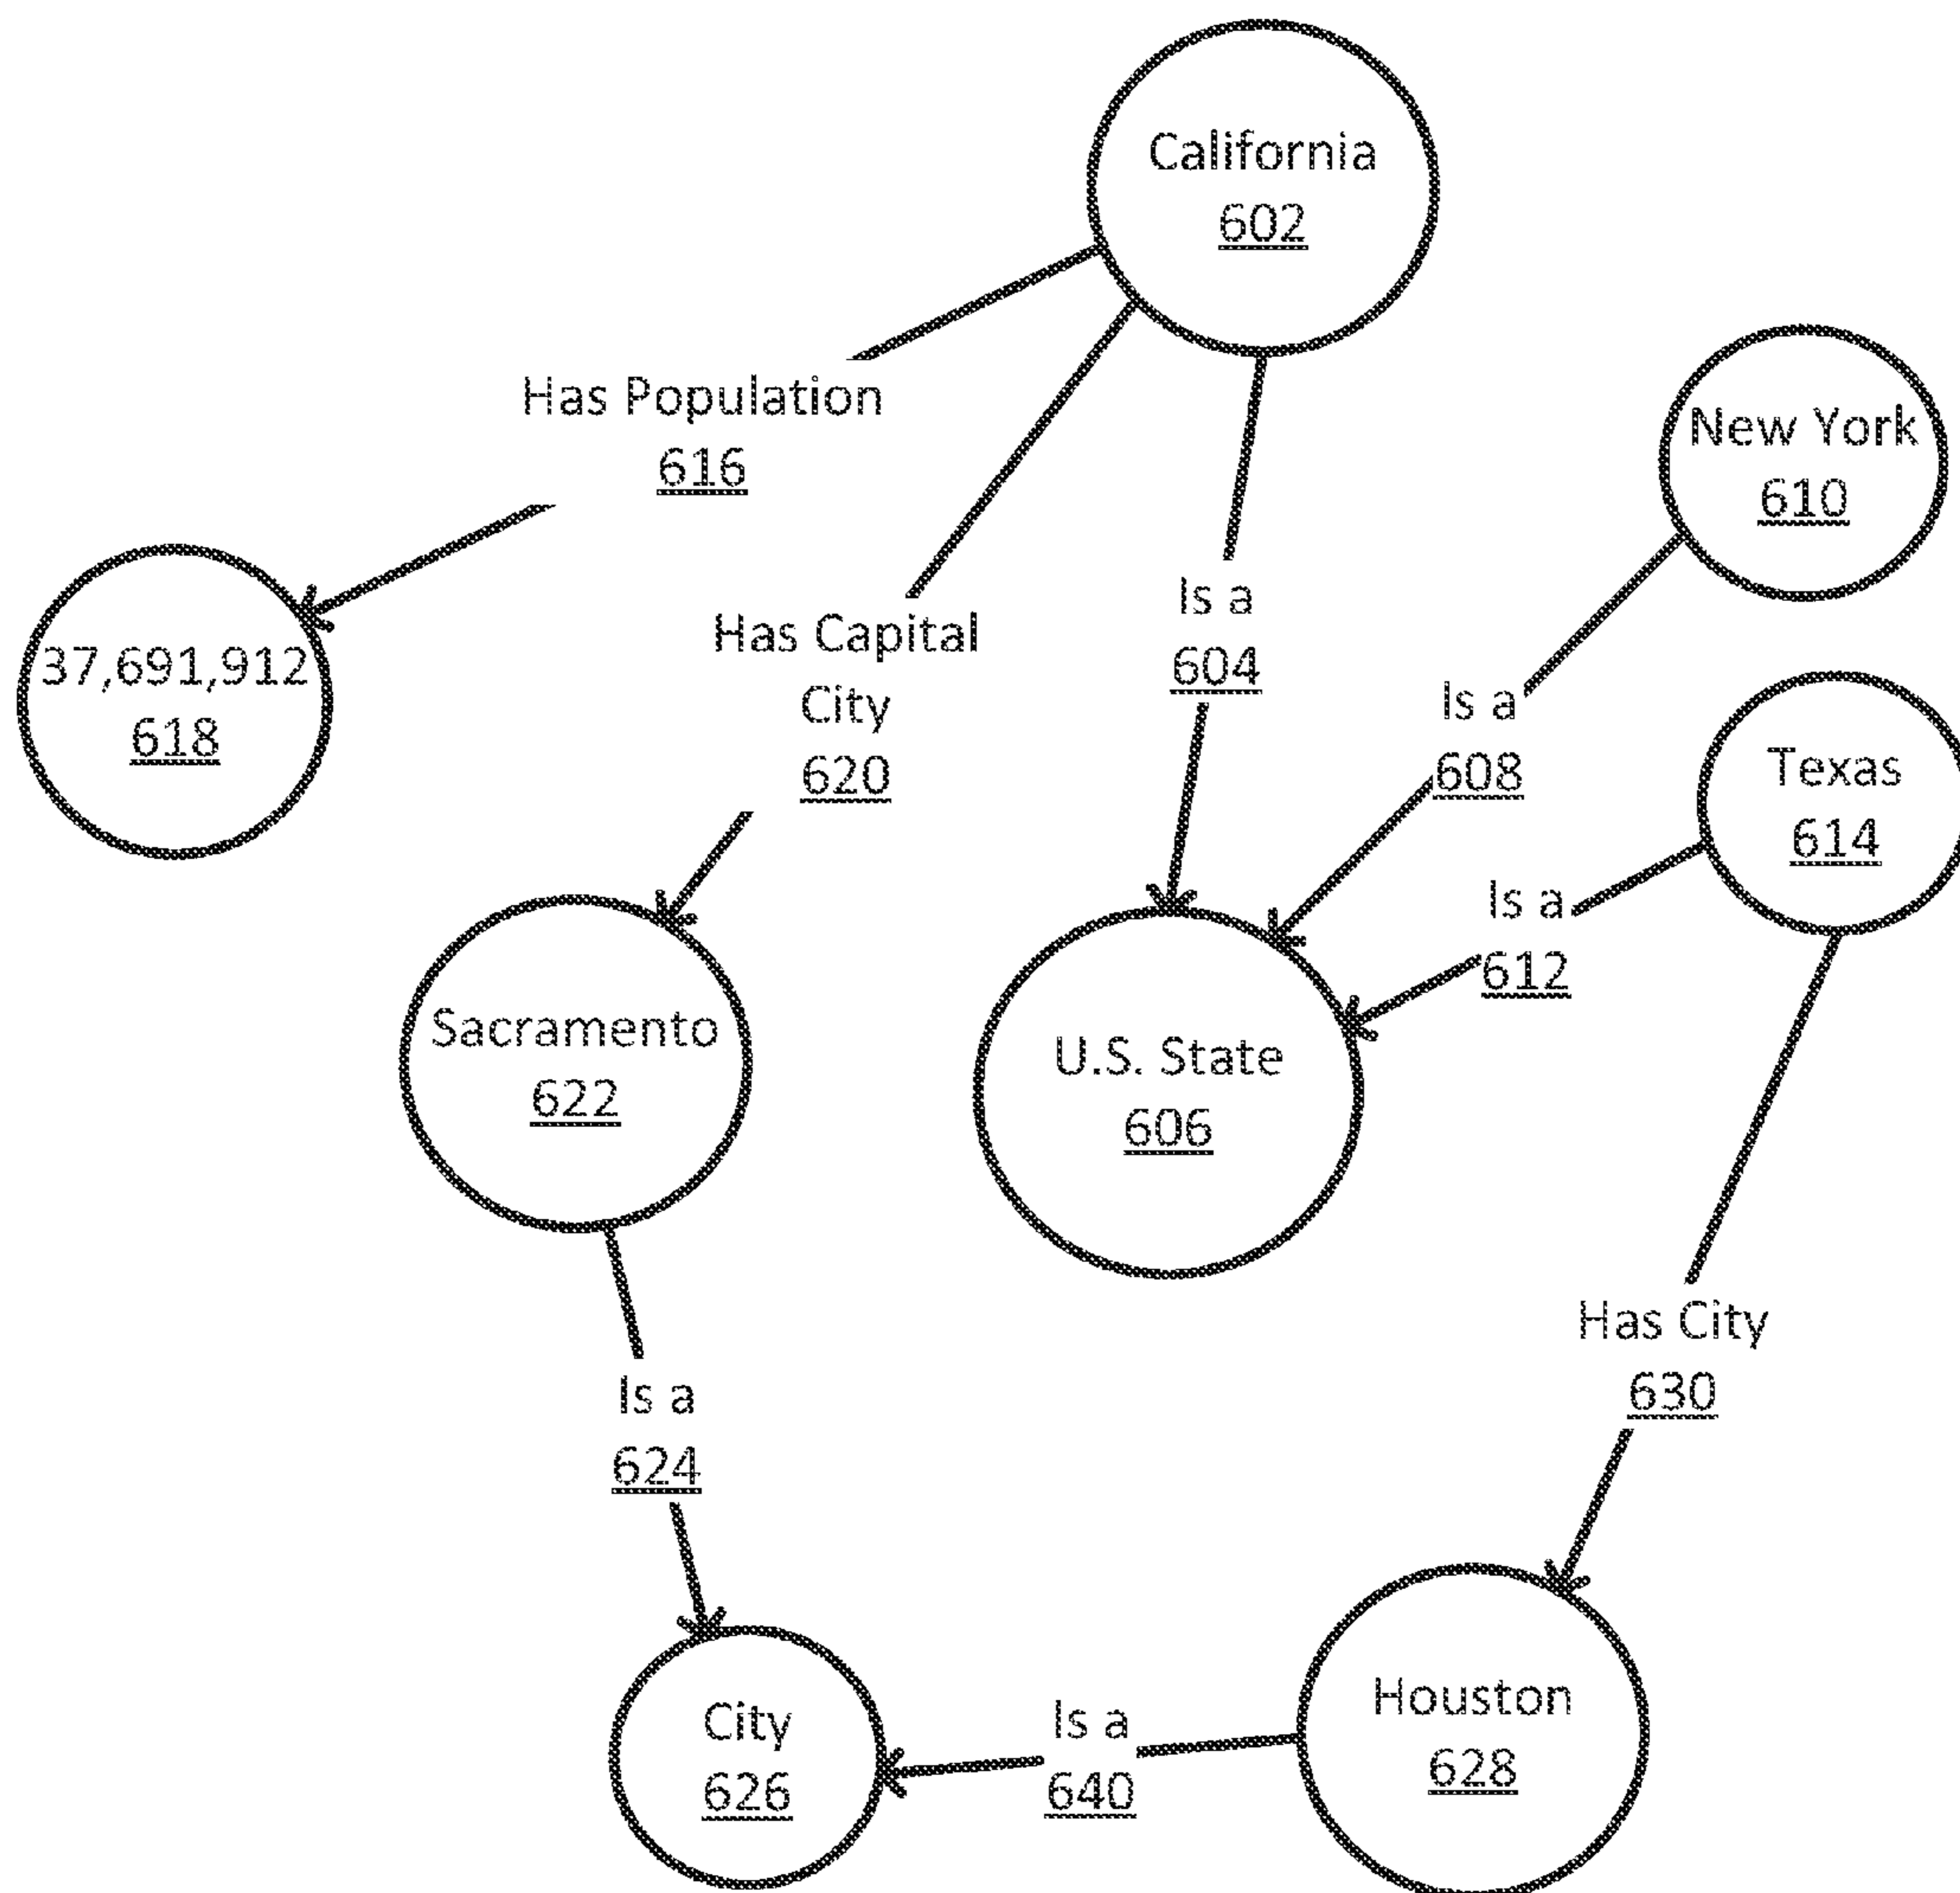 California
602
Has Population
616
New York
610
Is a
604
Has Capital
City
620
37,691,912
618
Is a
608
Texas
614
Is a
612
Sacramento
622
U.S. State
606
Has City
630
Is a
624
City
626
Is a
640
Houston
628